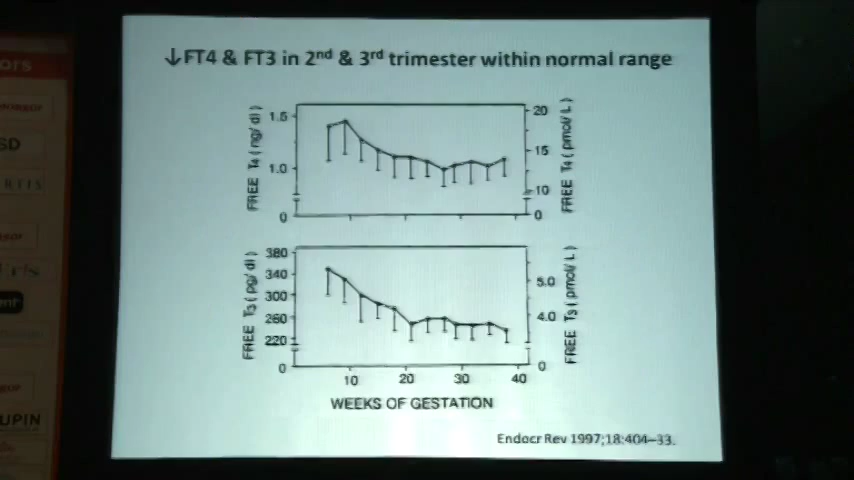 ors
SD
UPIN
↓FT4 & FT3 in 2nd & 3rd trimester within normal range
FREE T4 (ng/dl)
1.5
1.0
0
20
15
10
0
FREE T4 (pmol/L)
FREE T3 (pg/dl)
380
340
300
260
220
0
5.0
4.0
0
FREE T3 (pmol/L)
10 20 30 40
WEEKS OF GESTATION
Endocr Rev 1997;18:404–33.